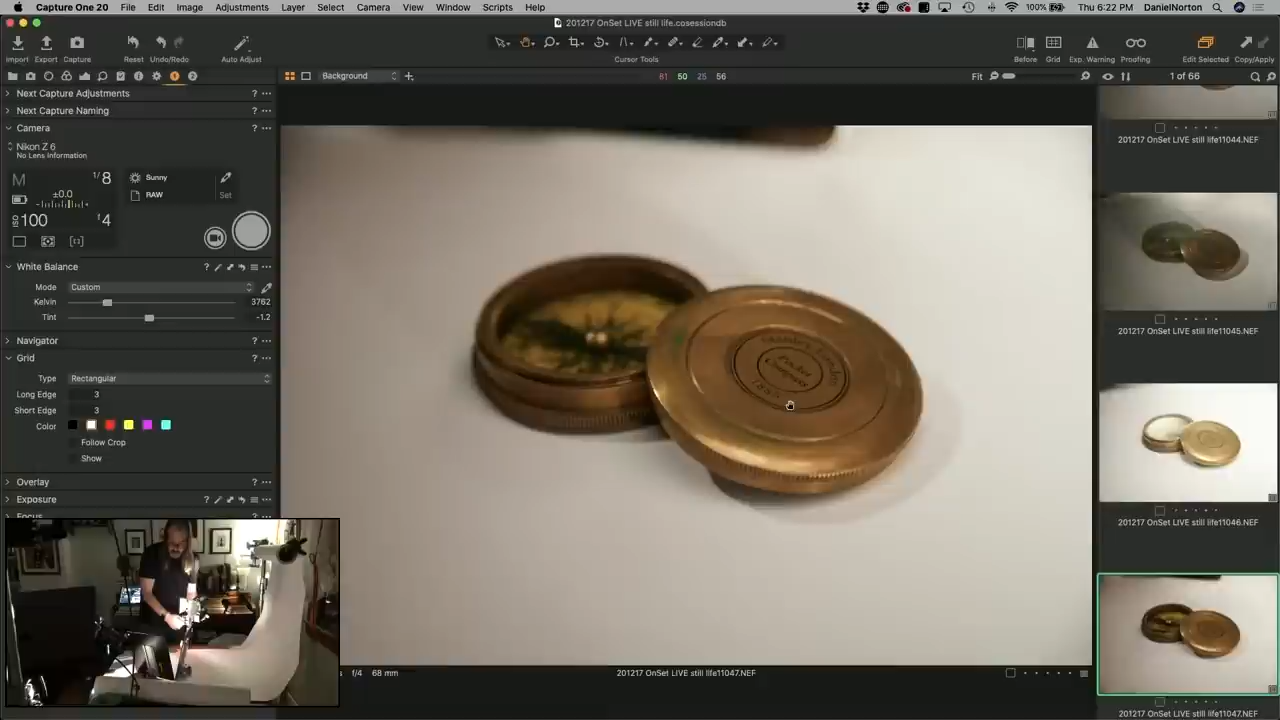 Capture One 20 File Edit Image Adjustments Layer Select Camera View Window Scripts Help 100% Thu 6:22 PM DanielNorton
201217 OnSet LIVE still life.cosessiondb
Import Export Capture Reset Undo/Redo Auto Adjust Cursor Tools Before Grid Exp. Warning Proofing Edit Selected Copy/Apply
Background 81 50 25 56 Fit 1 of 66
Next Capture Adjustments ?
Next Capture Naming ?
Camera ?
Nikon Z 6
No Lens Information
M 1/8 Sunny
±0.0 RAW Set
ISO 100 f 4
White Balance ?
Mode Custom
Kelvin 3762
Tint -1.2
Navigator ?
Grid ?
Type Rectangular
Long Edge 3
Short Edge 3
Color
Follow Crop
Show
Overlay ?
Exposure ?
Focus
Pocket
Compass
f/4 68 mm 201217 OnSet LIVE still life11047.NEF
201217 OnSet LIVE still life11044.NEF
201217 OnSet LIVE still life11045.NEF
201217 OnSet LIVE still life11046.NEF
201217 OnSet LIVE still life11047.NEF